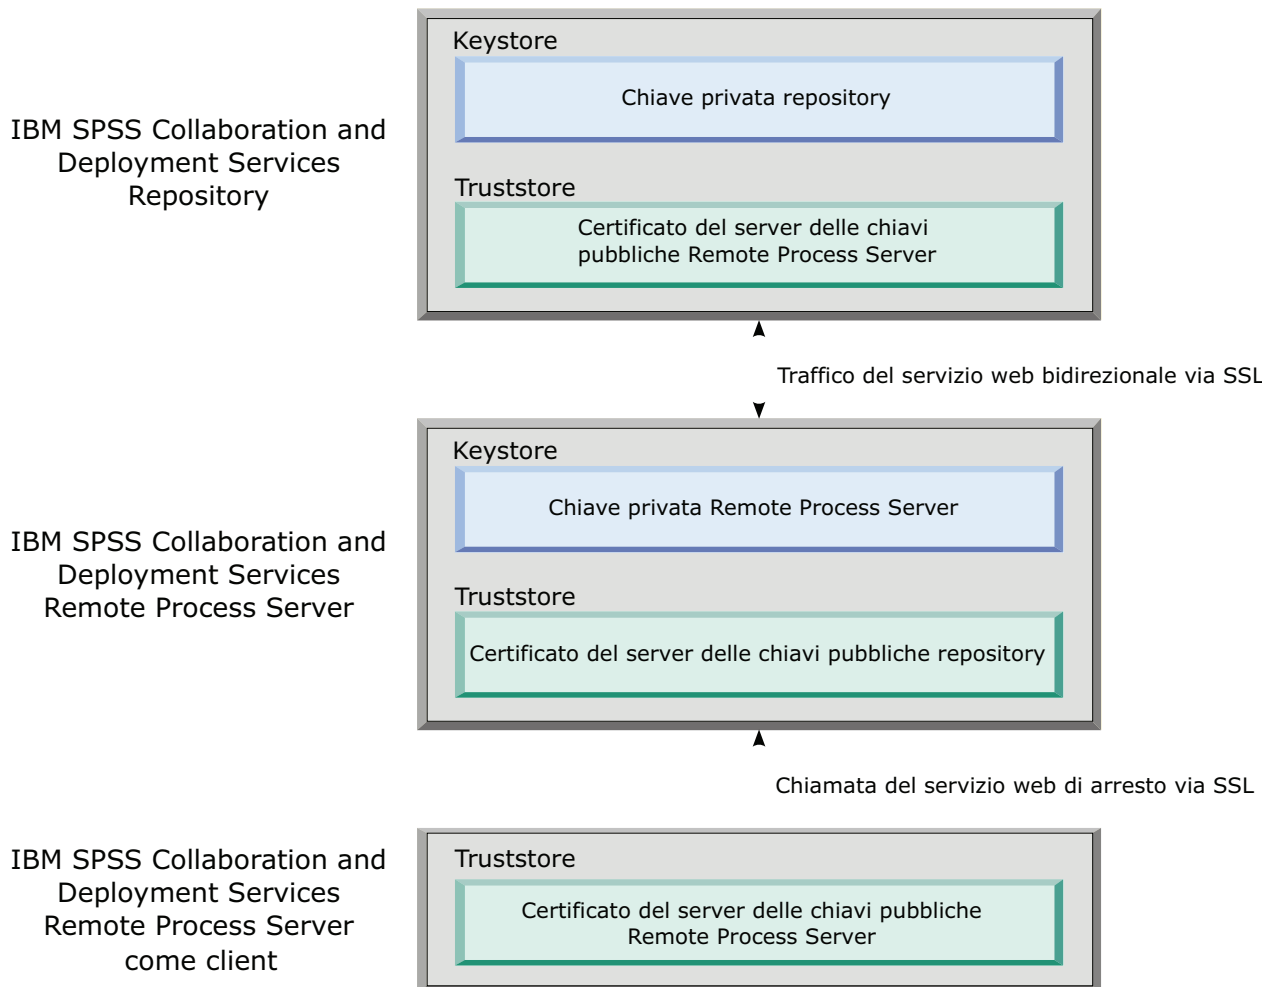 Keystore
Chiave privata repository
IBM SPSS Collaboration and
Deployment Services
Repository
Truststore
Certificato del server delle chiavi
pubbliche Remote Process Server
Traffico del servizio web bidirezionale via SSL
Keystore
Chiave privata Remote Process Server
IBM SPSS Collaboration and
Deployment Services
Remote Process Server
Truststore
Certificato del server delle chiavi pubbliche repository
Chiamata del servizio web di arresto via SSL
IBM SPSS Collaboration and
Deployment Services
Remote Process Server
come client
Truststore
Certificato del server delle chiavi pubbliche
Remote Process Server